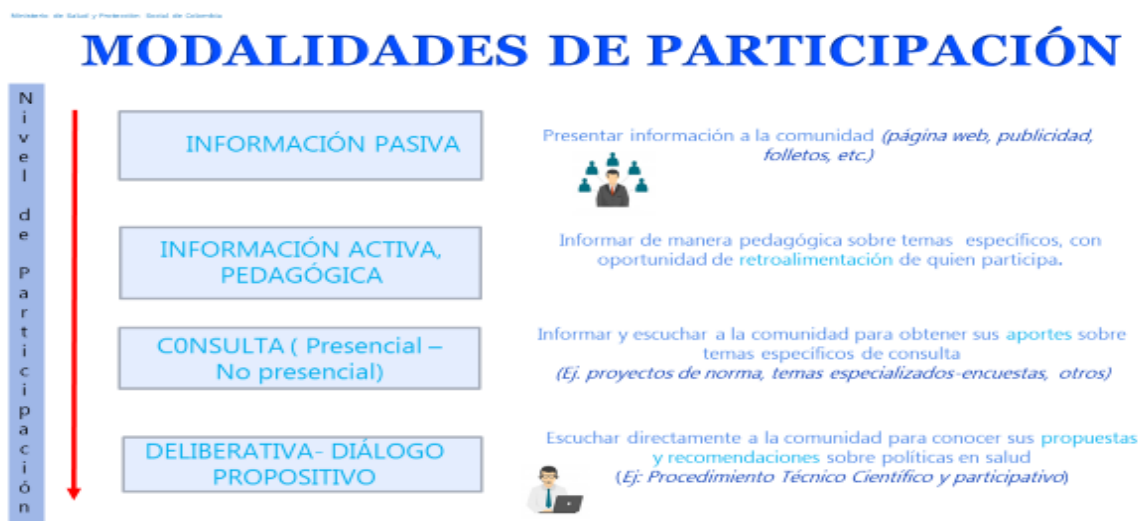 Ministerio de Salud y Protección Social de Colombia
MODALIDADES DE PARTICIPACIÓN
Nivel de Participación
INFORMACIÓN PASIVA
Presentar información a la comunidad (página web, publicidad,
folletos, etc.)
INFORMACIÓN ACTIVA,
PEDAGÓGICA
Informar de manera pedagógica sobre temas específicos, con
oportunidad de retroalimentación de quien participa.
C0NSULTA ( Presencial –
No presencial)
Informar y escuchar a la comunidad para obtener sus aportes sobre
temas específicos de consulta
(Ej. proyectos de norma, temas especializados-encuestas, otros)
DELIBERATIVA- DIÁLOGO
PROPOSITIVO
Escuchar directamente a la comunidad para conocer sus propuestas
y recomendaciones sobre políticas en salud
(Ej: Procedimiento Técnico Científico y participativo)